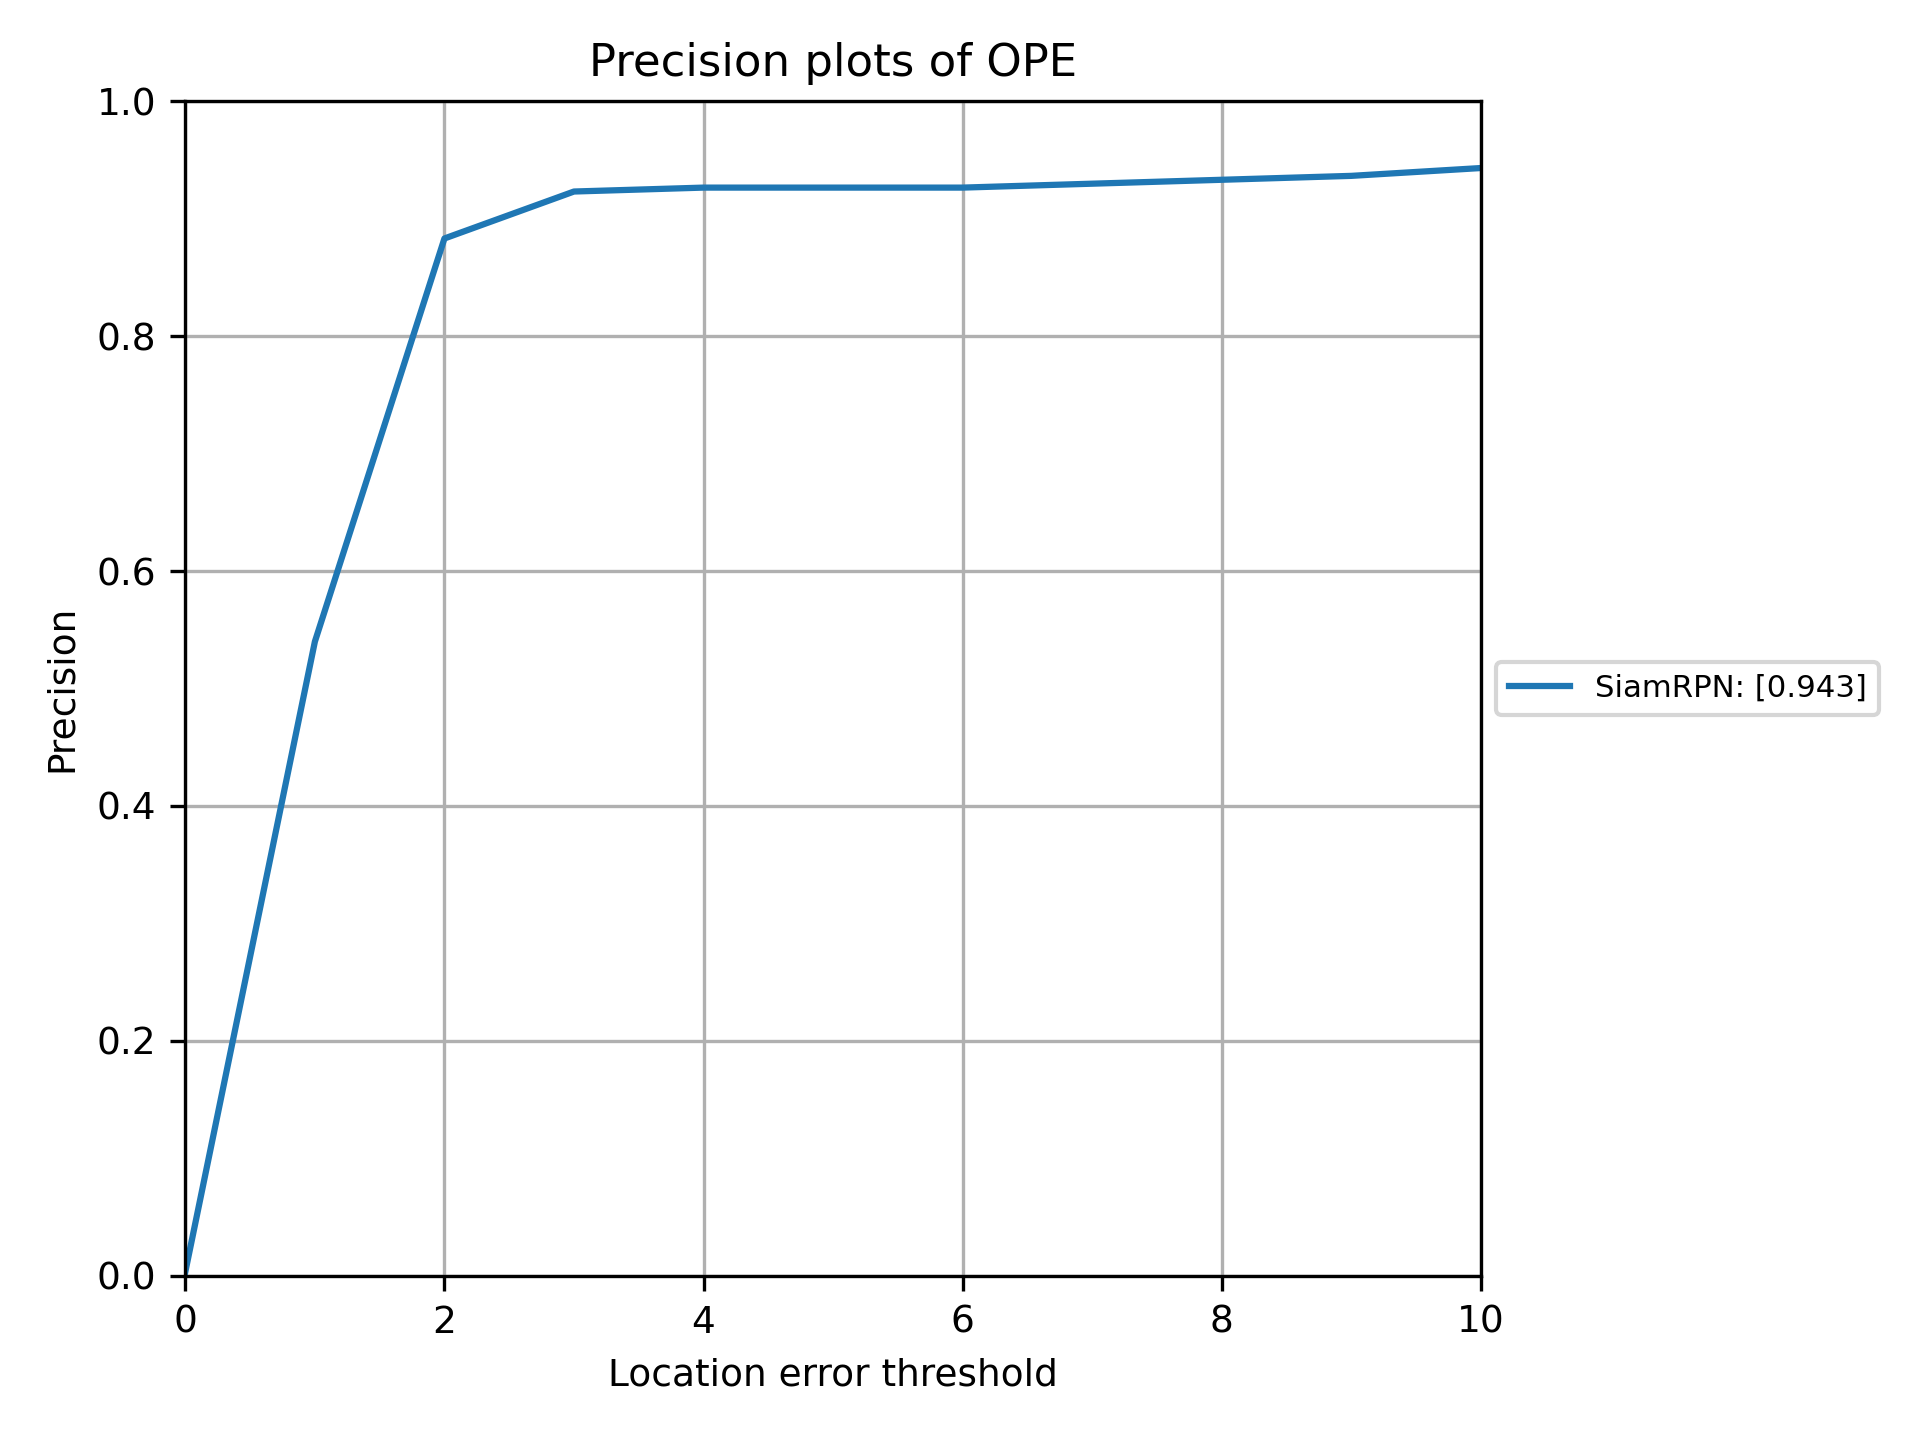 Precision plots of OPE
1.0
0.8
0.6
0.4
0.2
0.0
Precision
0 2 4 6 8 10
Location error threshold
SiamRPN: [0.943]